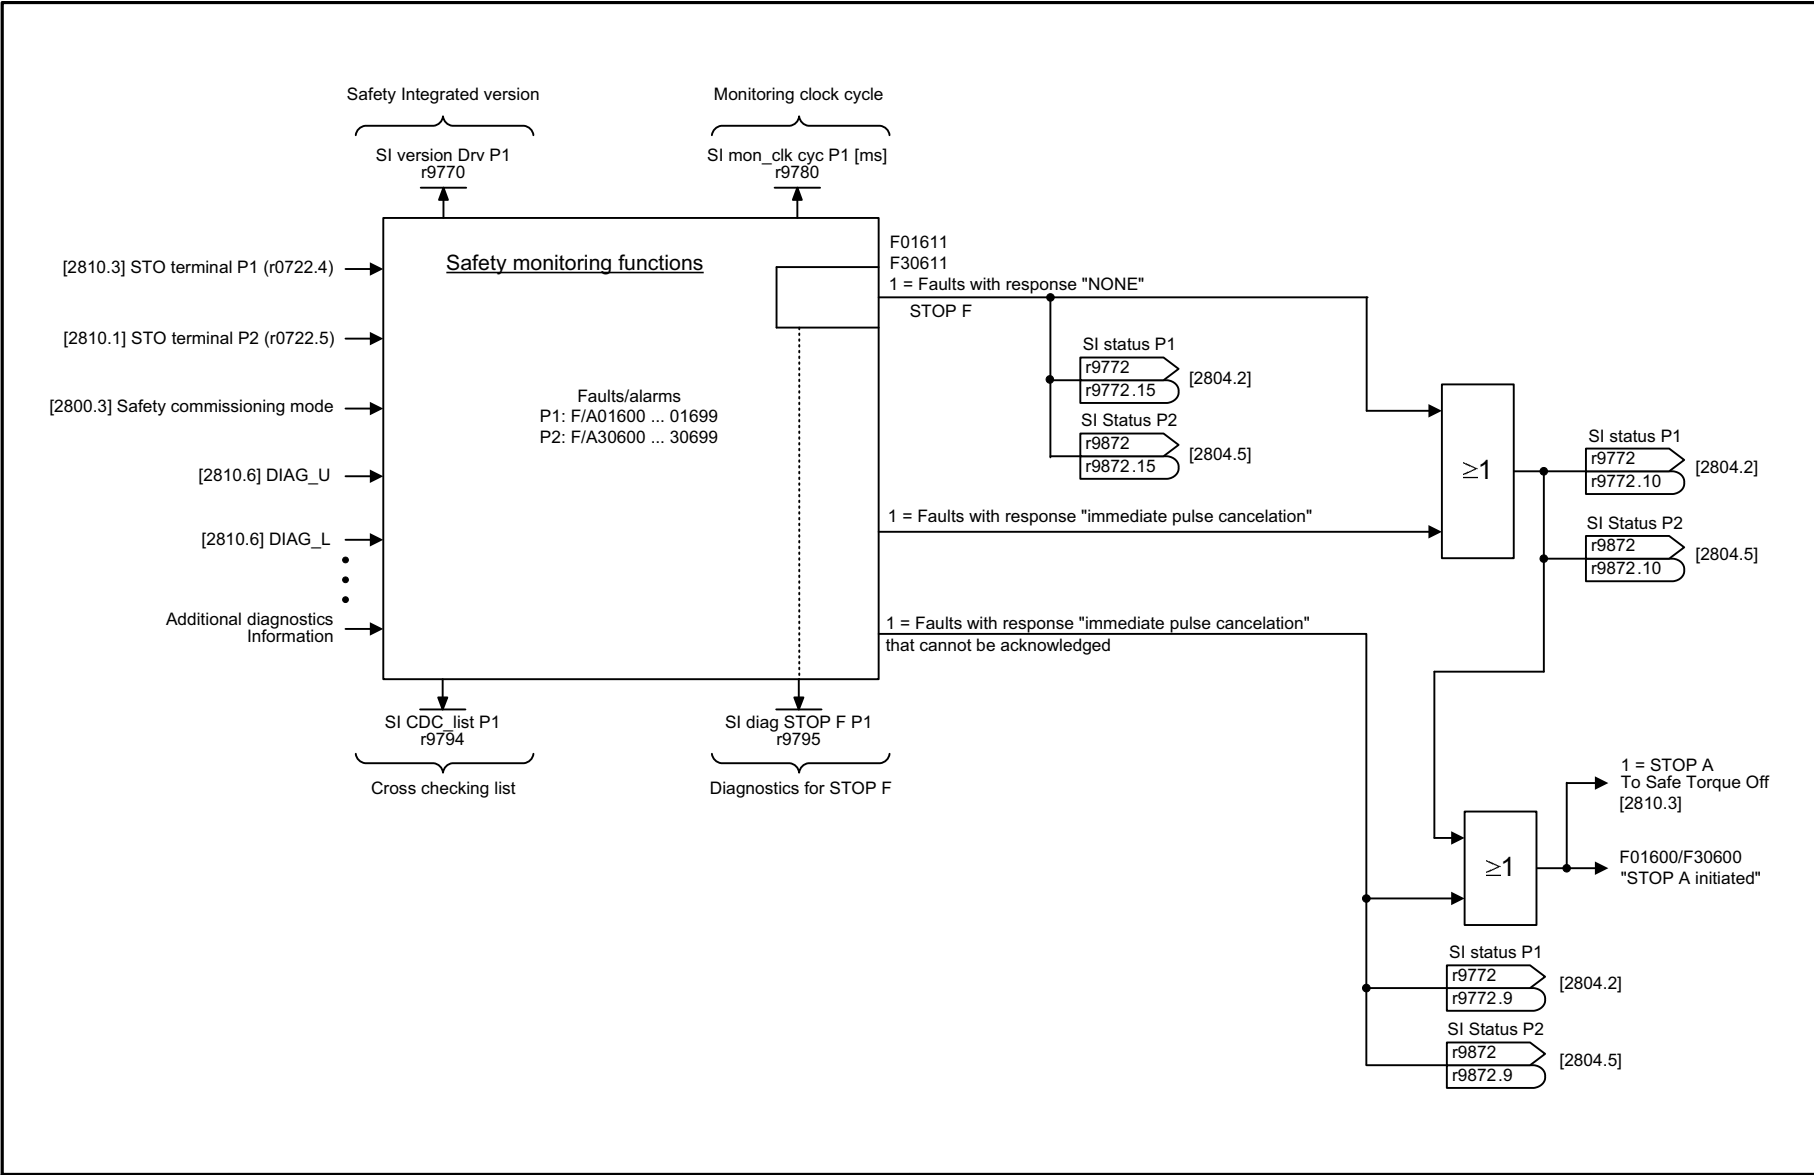 Safety Integrated version
Monitoring clock cycle
SI version Drv P1
r9770
SI mon_clk cyc P1 [ms]
r9780
[2810.3] STO terminal P1 (r0722.4)
[2810.1] STO terminal P2 (r0722.5)
[2800.3] Safety commissioning mode
[2810.6] DIAG_U
[2810.6] DIAG_L
Additional diagnostics
Information
Safety monitoring functions
Faults/alarms
P1: F/A01600 ... 01699
P2: F/A30600 ... 30699
F01611
F30611
1 = Faults with response "NONE"
STOP F
SI status P1
r9772
r9772.15
[2804.2]
SI Status P2
r9872
r9872.15
[2804.5]
1 = Faults with response "immediate pulse cancelation"
≥1
SI status P1
r9772
r9772.10
[2804.2]
SI Status P2
r9872
r9872.10
[2804.5]
1 = Faults with response "immediate pulse cancelation"
that cannot be acknowledged
SI CDC_list P1
r9794
Cross checking list
SI diag STOP F P1
r9795
Diagnostics for STOP F
≥1
1 = STOP A
To Safe Torque Off
[2810.3]
F01600/F30600
"STOP A initiated"
SI status P1
r9772
r9772.9
[2804.2]
SI Status P2
r9872
r9872.9
[2804.5]